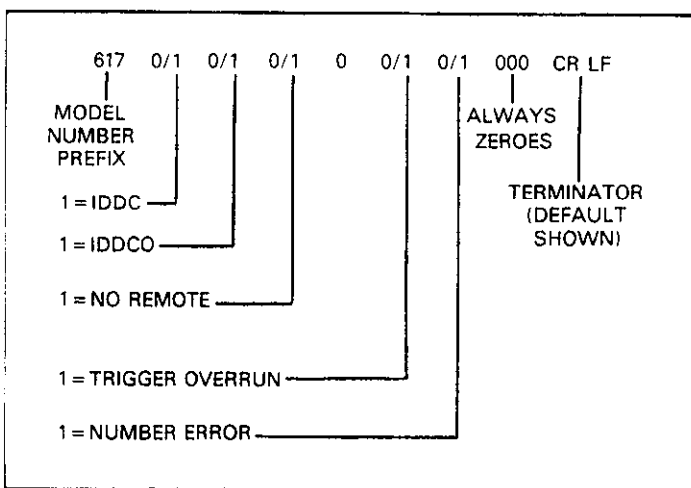 617 0/1 0/1 0/1 0 0/1 0/1 000 CR LF
MODEL
NUMBER
PREFIX
ALWAYS
ZEROES
TERMINATOR
(DEFAULT
SHOWN)
1=IDDC
1=IDDCO
1=NO REMOTE
1=TRIGGER OVERRUN
1=NUMBER ERROR